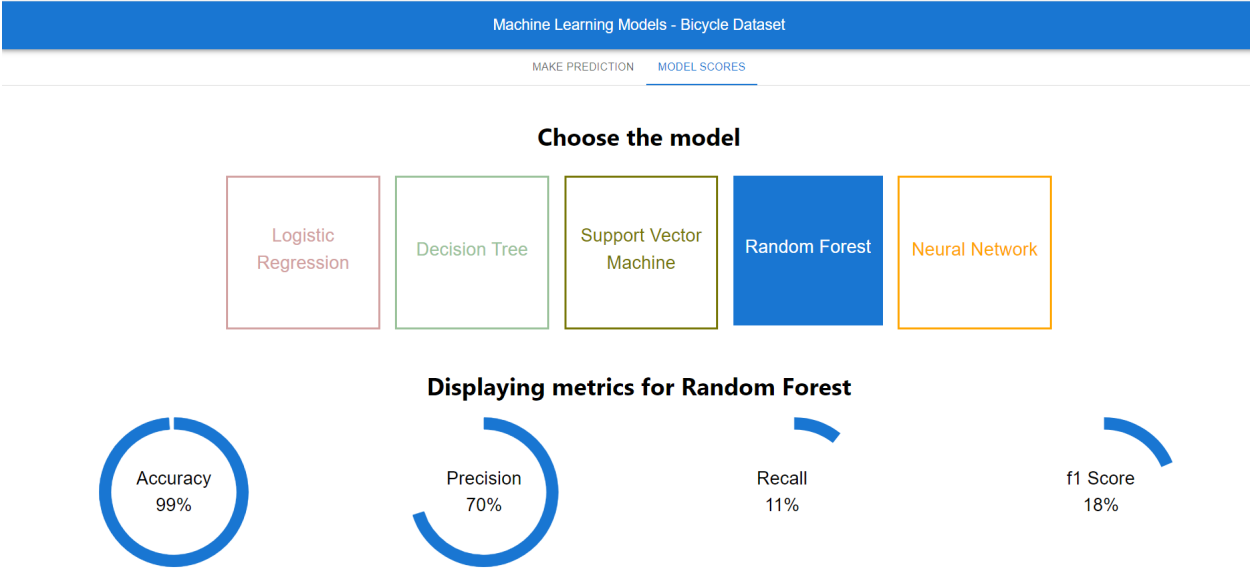 Machine Learning Models - Bicycle Dataset
MAKE PREDICTION
MODEL SCORES
Choose the model
Logistic
Regression
Decision Tree
Support Vector
Machine
Random Forest
Neural Network
Displaying metrics for Random Forest
Accuracy
99%
Precision
70%
Recall
11%
f1 Score
18%